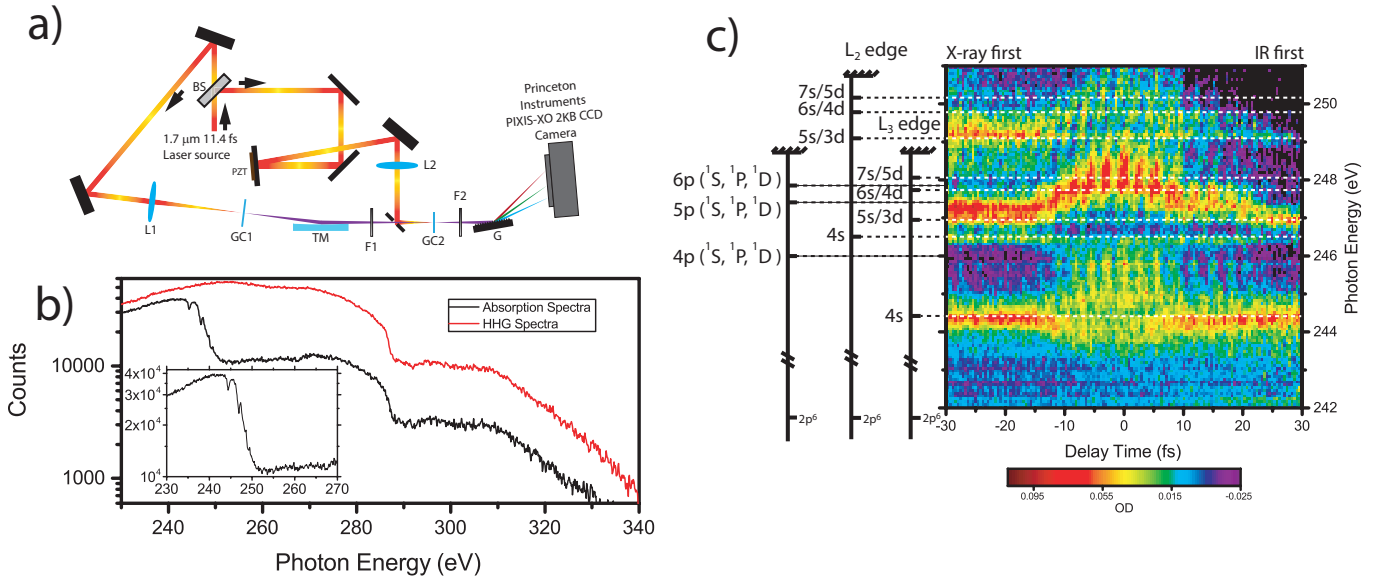 a)
BS
1.7 μm 11.4 fs
Laser source
PZT
L2
L1
GC1
TM
F1
GC2
F2
G
Princeton
Instruments
PIXIS-XO 2KB CCD
Camera
b)
Counts
10000
1000
Absorption Spectra
HHG Spectra
4x10⁴
3x10⁴
2x10⁴
10⁴
230 240 250 260 270
240 260 280 300 320 340
Photon Energy (eV)
c)
L₂ edge
X-ray first
IR first
7s/5d
6s/4d
L₃ edge
5s/3d
6p (¹S, ¹P, ¹D)
7s/5d
6s/4d
5p (¹S, ¹P, ¹D)
5s/3d
4s
4p (¹S, ¹P, ¹D)
4s
2p⁶
2p⁶
2p⁶
250
248
246
244
242
Photon Energy (eV)
-30 -20 -10 0 5 10 20 30
Delay Time (fs)
0.095 0.055 0.015 -0.025
OD